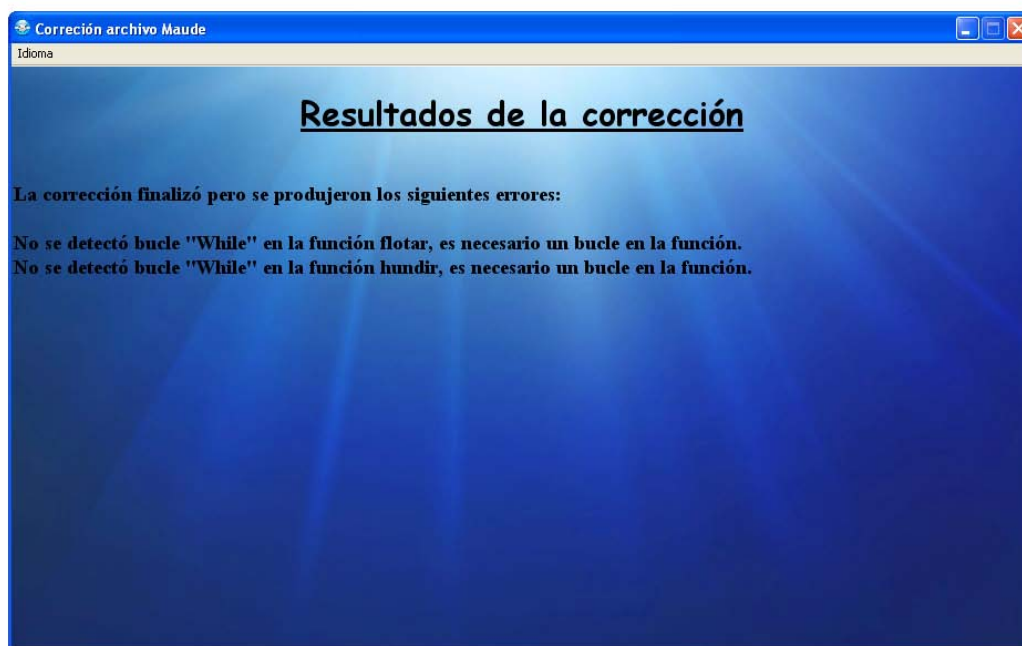 Correción archivo Maude
Idioma
Resultados de la corrección
La corrección finalizó pero se produjeron los siguientes errores:
No se detectó bucle "While" en la función flotar, es necesario un bucle en la función.
No se detectó bucle "While" en la función hundir, es necesario un bucle en la función.